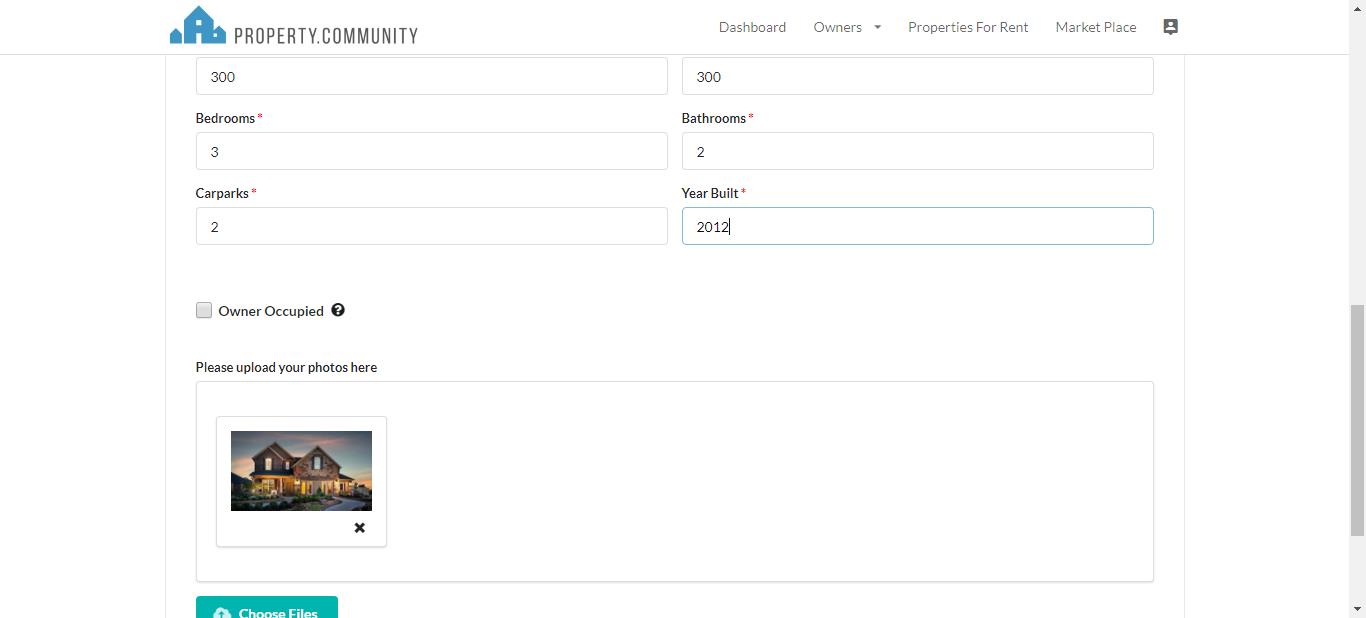 PROPERTY.COMMUNITY
Dashboard Owners Properties For Rent Market Place
300 300
Bedrooms * Bathrooms *
3 2
Carparks * Year Built *
2 2012
Owner Occupied ?
Please upload your photos here
Choose Files